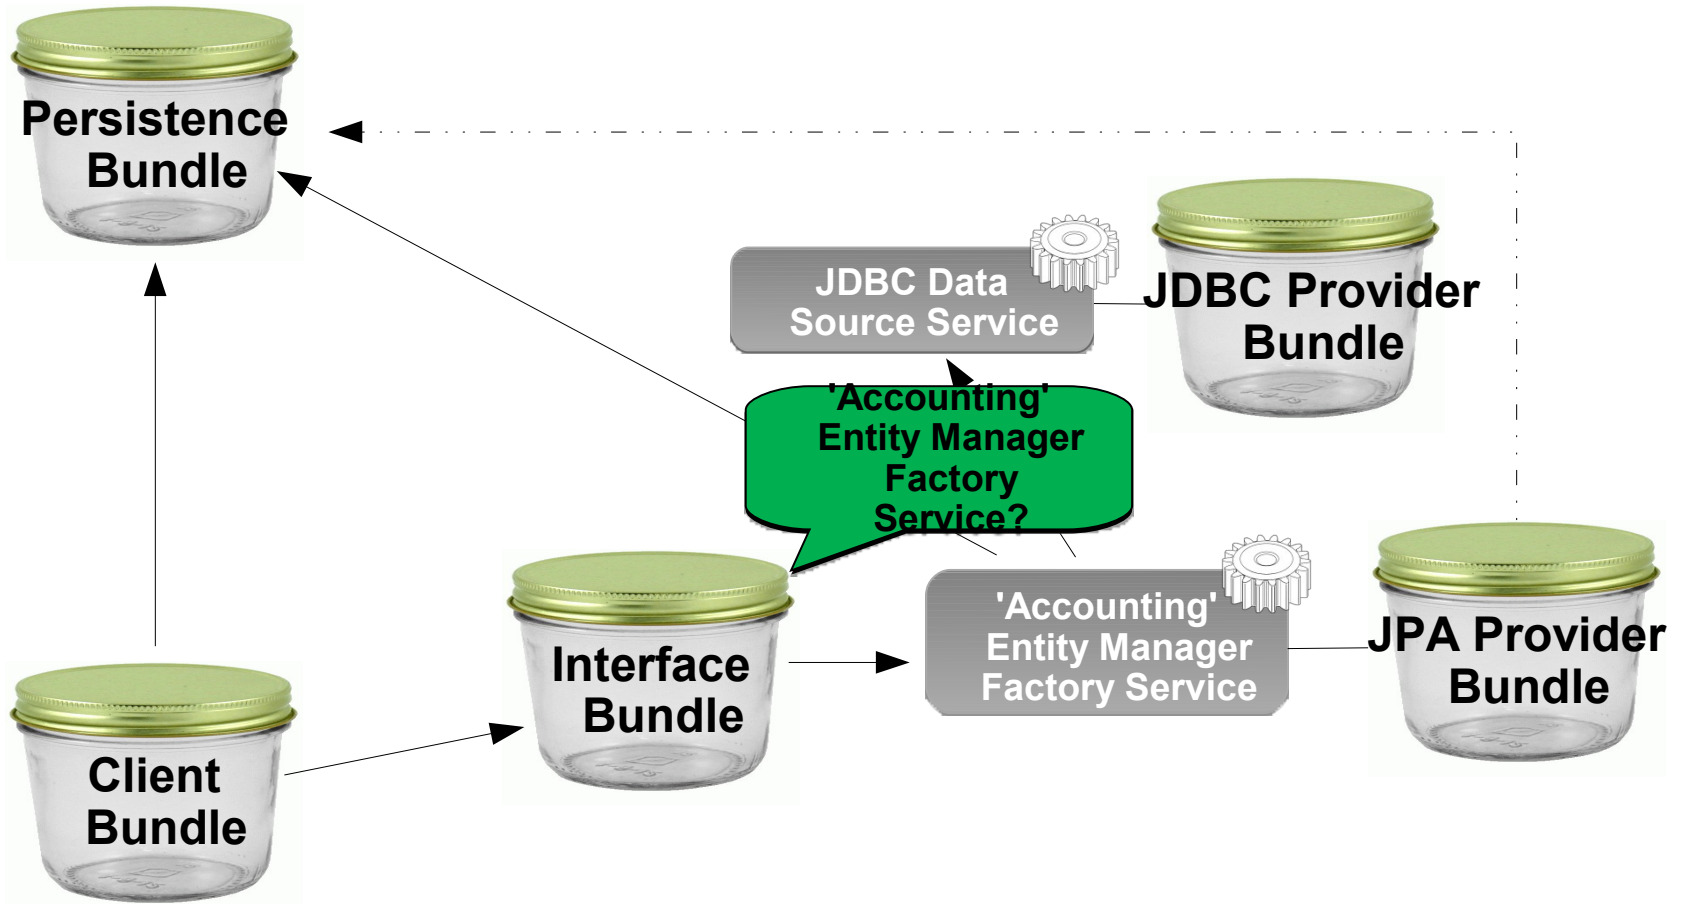 Persistence
Bundle
JDBC Data
Source Service
JDBC Provider
Bundle
'Accounting'
Entity Manager
Factory
Service?
Interface
Bundle
'Accounting'
Entity Manager
Factory Service
JPA Provider
Bundle
Client
Bundle